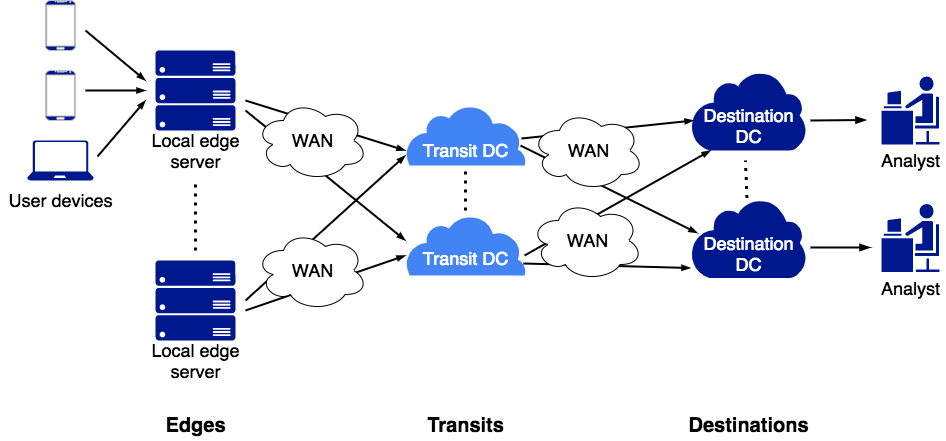 User devices
Local edge
server
Local edge
server
WAN
WAN
Transit DC
Transit DC
WAN
WAN
Destination
DC
Destination
DC
Analyst
Analyst
Edges
Transits
Destinations